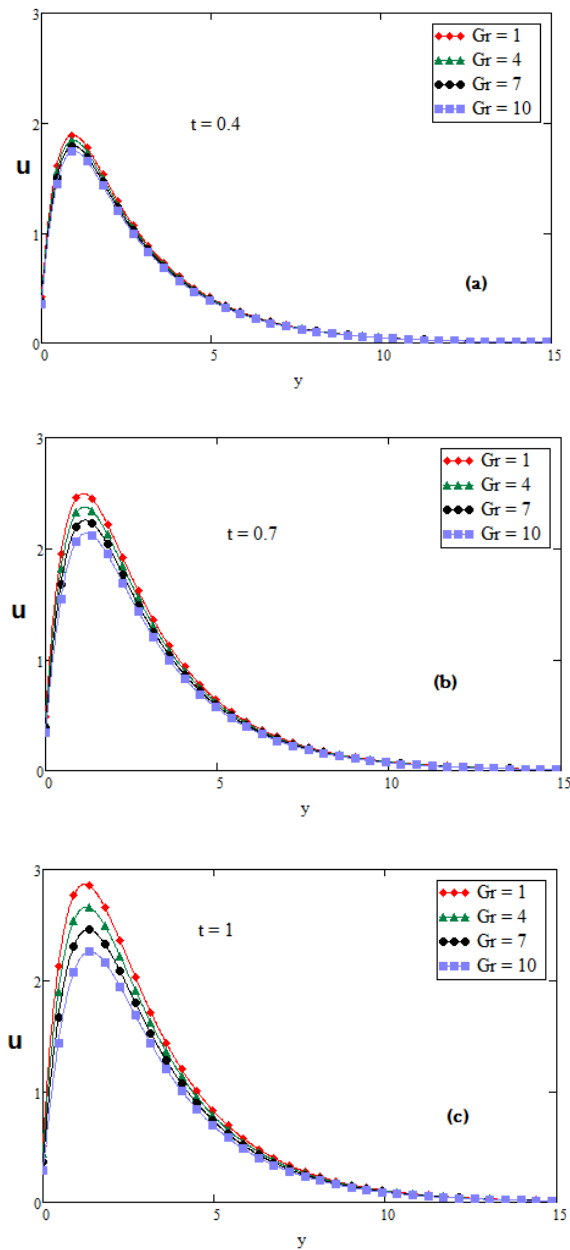 3
Gr = 1
Gr = 4
Gr = 7
Gr = 10
2
t = 0.4
u
1
(a)
0
0
5
10
15
y
3
Gr = 1
Gr = 4
Gr = 7
Gr = 10
t = 0.7
2
u
1
(b)
0
0
5
10
15
y
3
Gr = 1
Gr = 4
Gr = 7
Gr = 10
t = 1
2
u
1
(c)
0
0
5
10
15
y